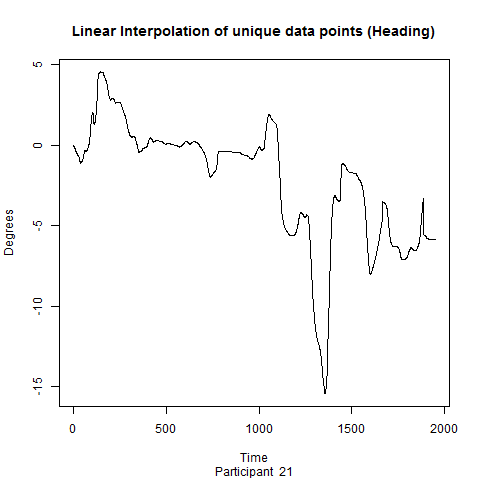 Linear Interpolation of unique data points (Heading)
5
0
-5
-10
-15
Degrees
0 500 1000 1500 2000
Time
Participant 21